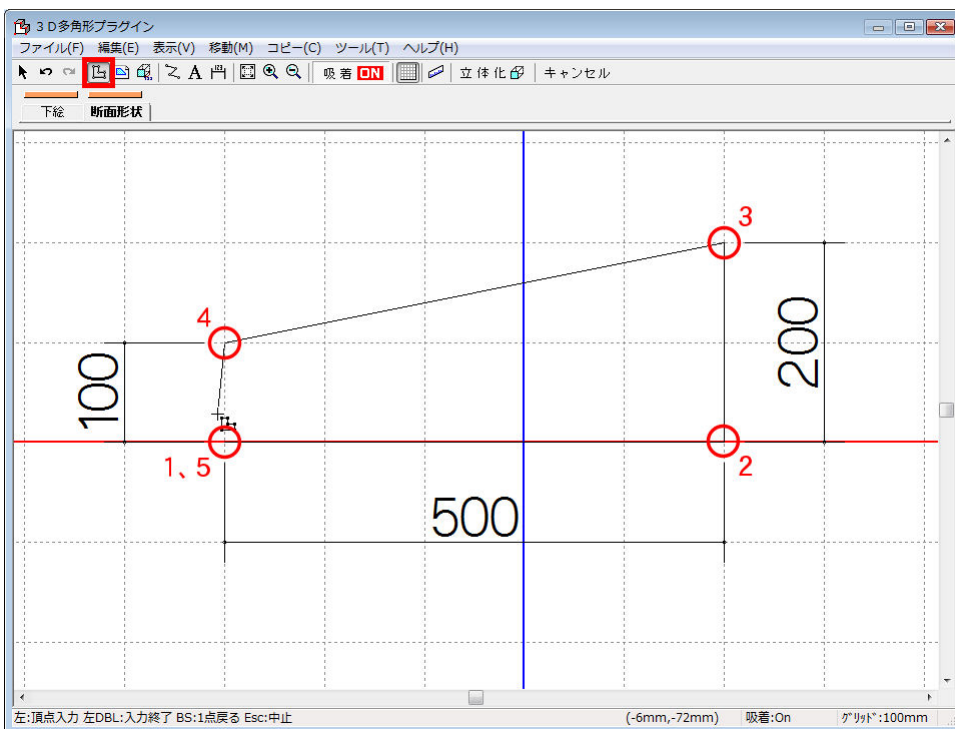 3D多角形プラグイン
ファイル(F) 編集(E) 表示(V) 移動(M) コピー(C) ツール(T) ヘルプ(H)
吸着 ON 立体化 キャンセル
下絵 断面形状
3
4
200
100
1、5
2
500
左:頂点入力 左DBL:入力終了 BS:1点戻る Esc:中止 (-6mm,-72mm) 吸着:On グリッド:100mm